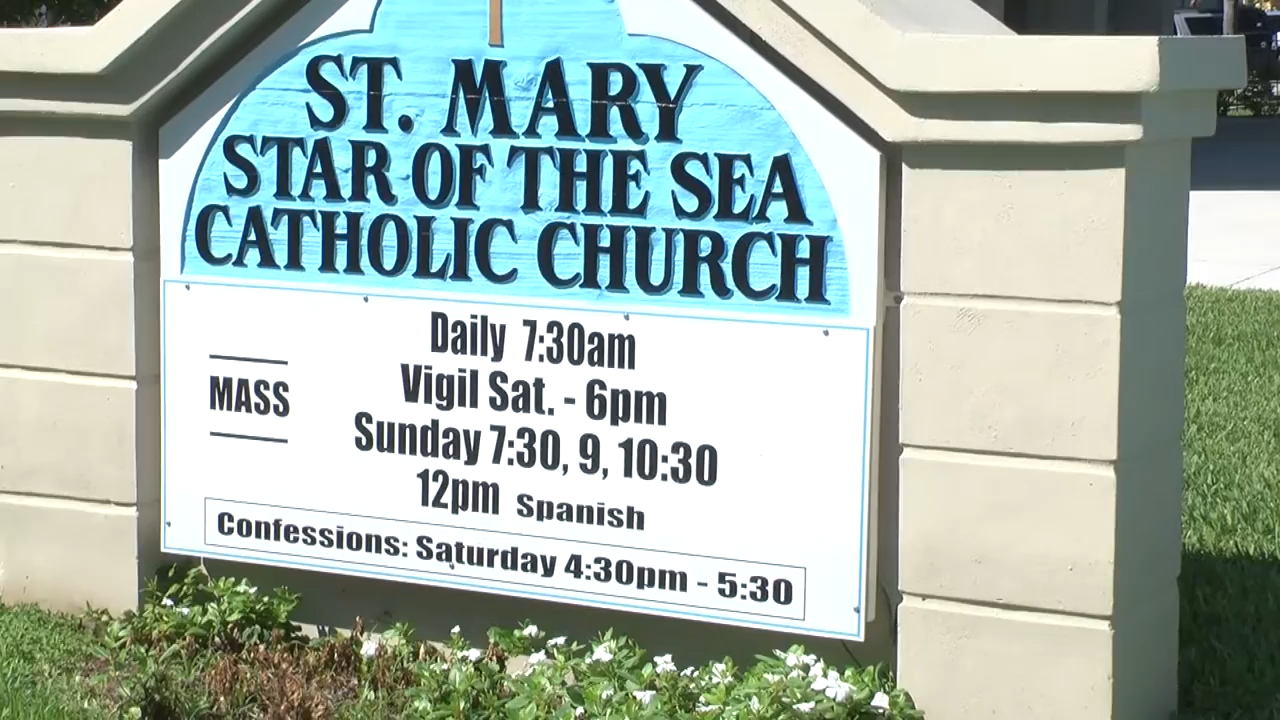 ST. MARY
STAR OF THE SEA
CATHOLIC CHURCH
Daily 7:30am
MASS
Vigil Sat. - 6pm
Sunday 7:30, 9, 10:30
12pm Spanish
Confessions: Saturday 4:30pm - 5:30